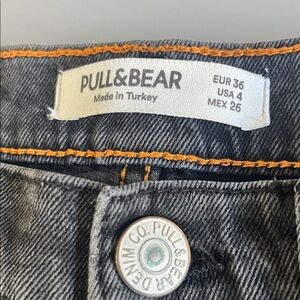 PULL&BEAR
Made in Turkey
EUR 36
USA 4
MEX 26
PULL&BEAR DENIM CO.